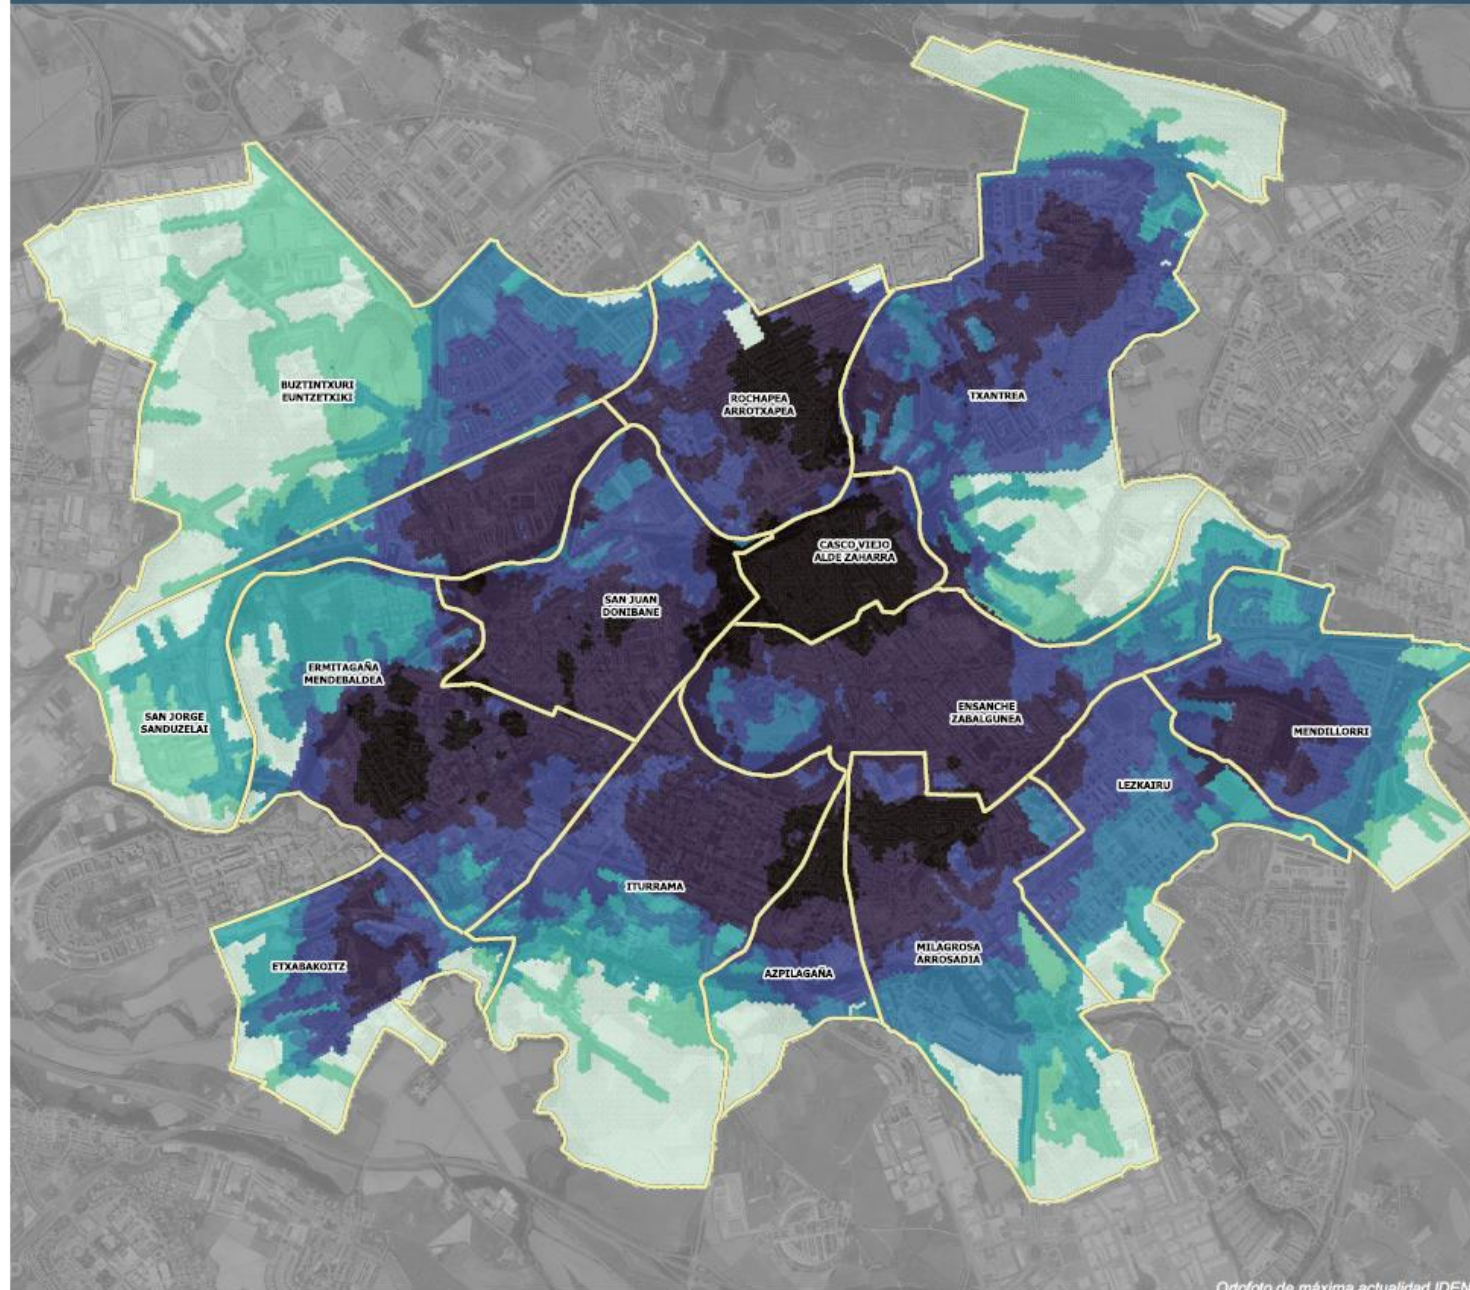 BUZTINTXURI
EUNTZETXIKI
ROCHAPEA
ARROTXAPEA
TXANTREA
CASCO VIEJO
ALDE ZAHARRA
SAN JUAN
DONIBANE
ERMITAGAÑA
MENDEBALDEA
SAN JORGE
SANDUZELAI
ENSANCHE
ZABALGUNEA
MENDILLORRI
LEZKAIRU
ITURRAMA
MILAGROSA
ARROSADIA
ETXABAKOITZ
AZPILAGAÑA
Ortofoto de máxima actualidad IDEN